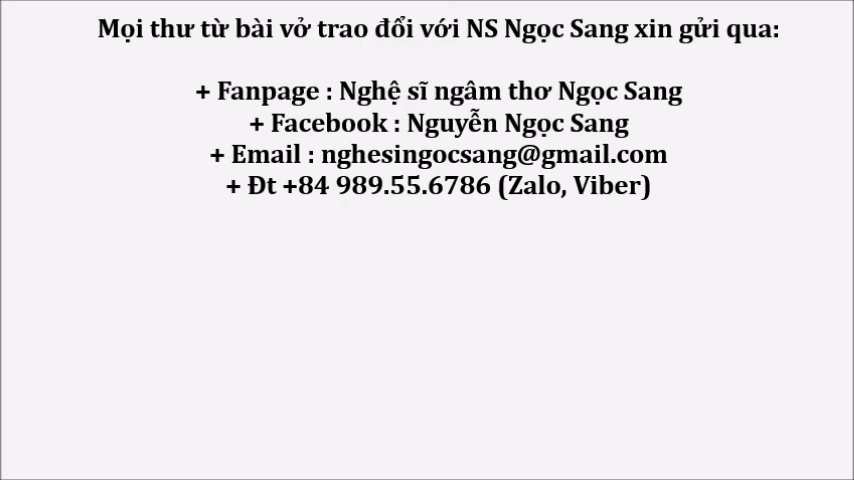 Mọi thư từ bài vở trao đổi với NS Ngọc Sang xin gửi qua:
+ Fanpage : Nghệ sĩ ngâm thơ Ngọc Sang
+ Facebook : Nguyễn Ngọc Sang
+ Email : nghesingocsang@gmail.com
+ Đt +84 989.55.6786 (Zalo, Viber)